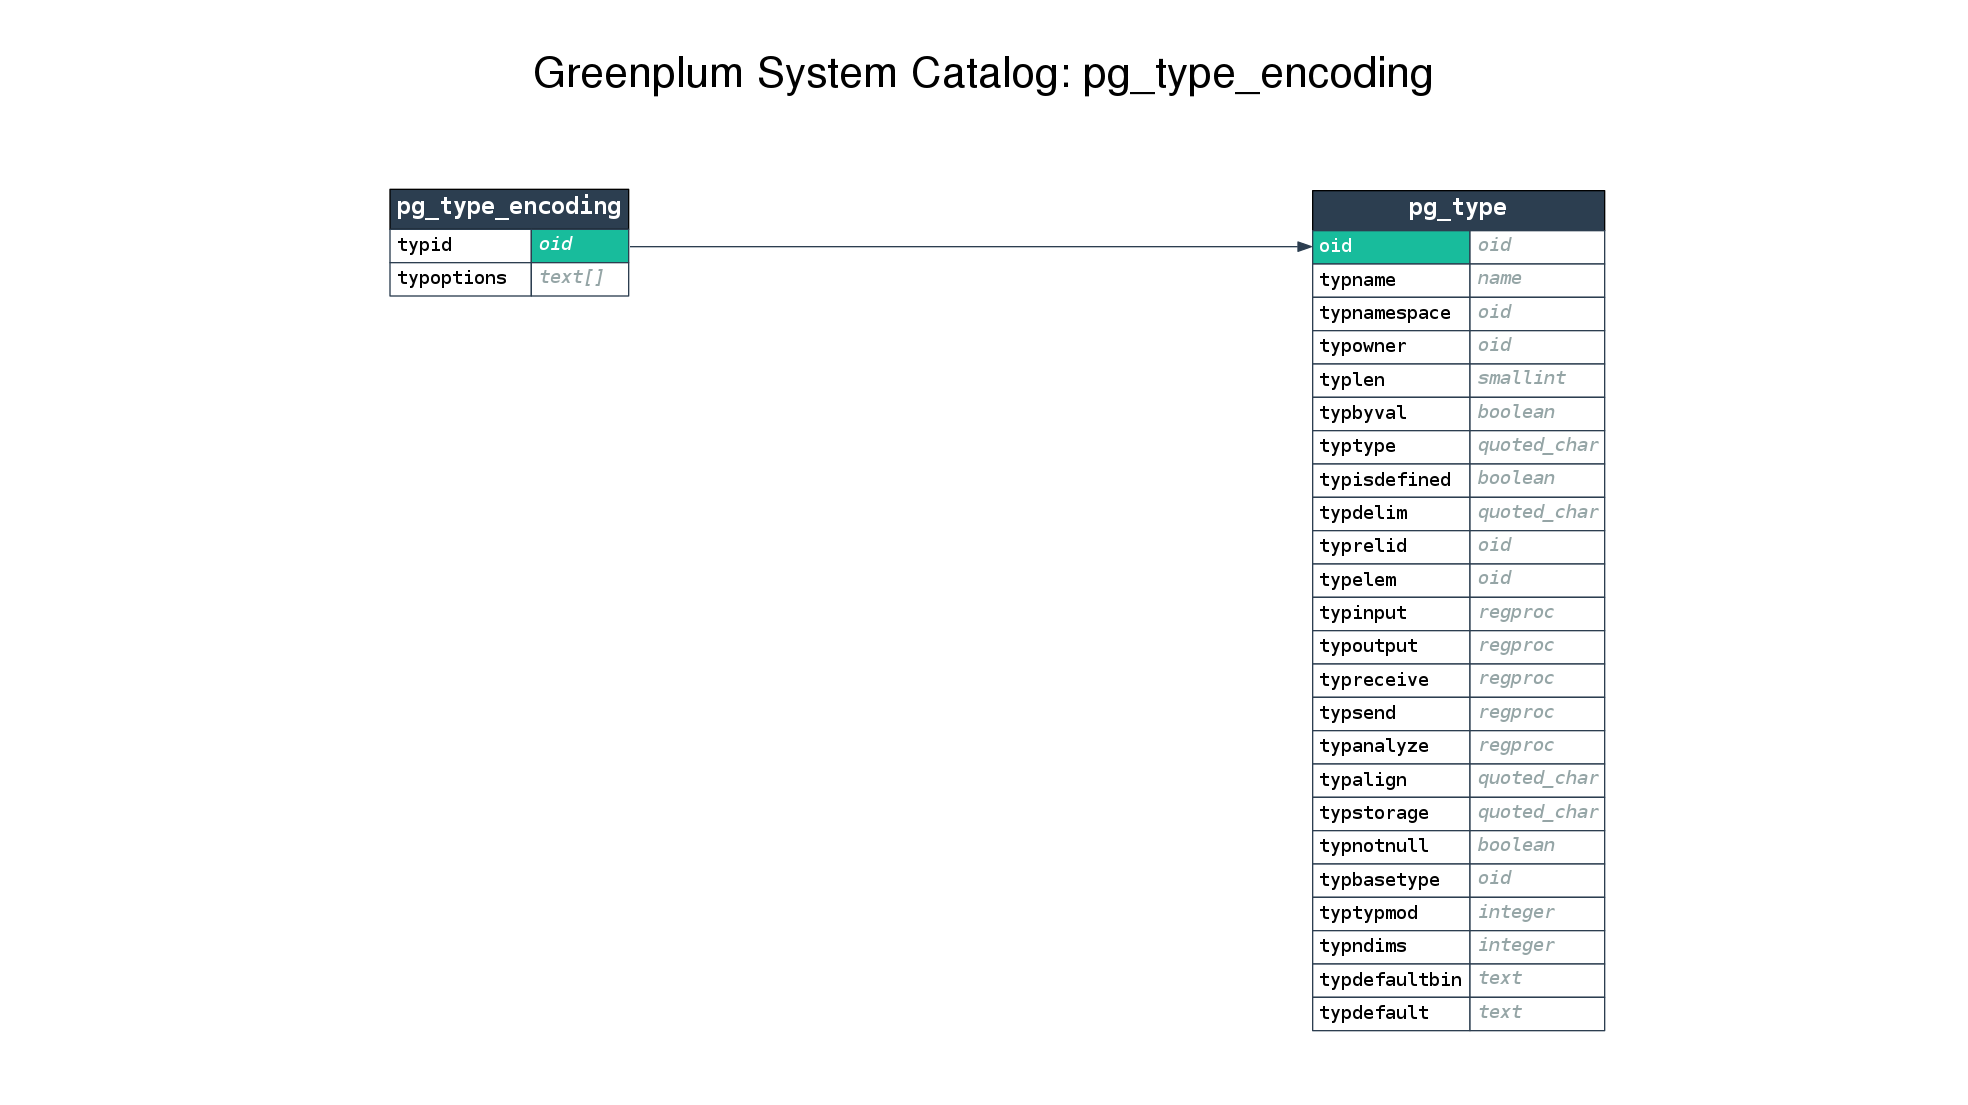 Greenplum System Catalog: pg_type_encoding
pg_type_encoding
typid oid
typoptions text[]
pg_type
oid oid
typname name
typnamespace oid
typowner oid
typlen smallint
typbyval boolean
typtype quoted_char
typisdefined boolean
typdelim quoted_char
typrelid oid
typelem oid
typinput regproc
typoutput regproc
typreceive regproc
typsend regproc
typanalyze regproc
typalign quoted_char
typstorage quoted_char
typnotnull boolean
typbasetype oid
typtypmod integer
typndims integer
typdefaultbin text
typdefault text